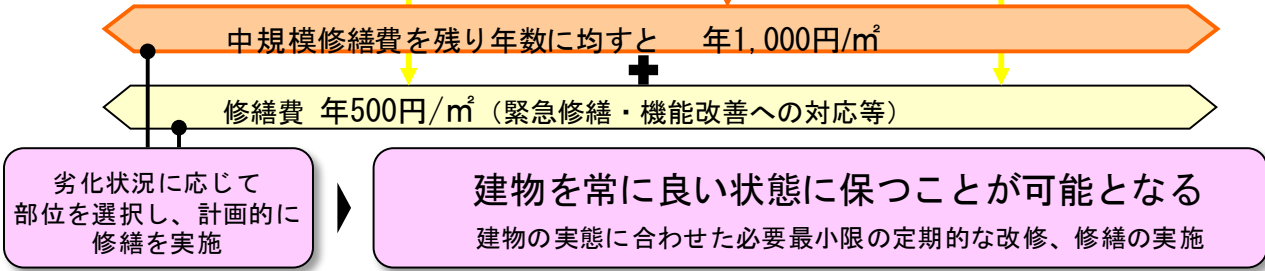 中規模修繕費を残り年数に均すと　年1,000円/㎡
修繕費 年500円/㎡（緊急修繕・機能改善への対応等）
劣化状況に応じて
部位を選択し、計画的に
修繕を実施
建物を常に良い状態に保つことが可能となる
建物の実態に合わせた必要最小限の定期的な改修、修繕の実施